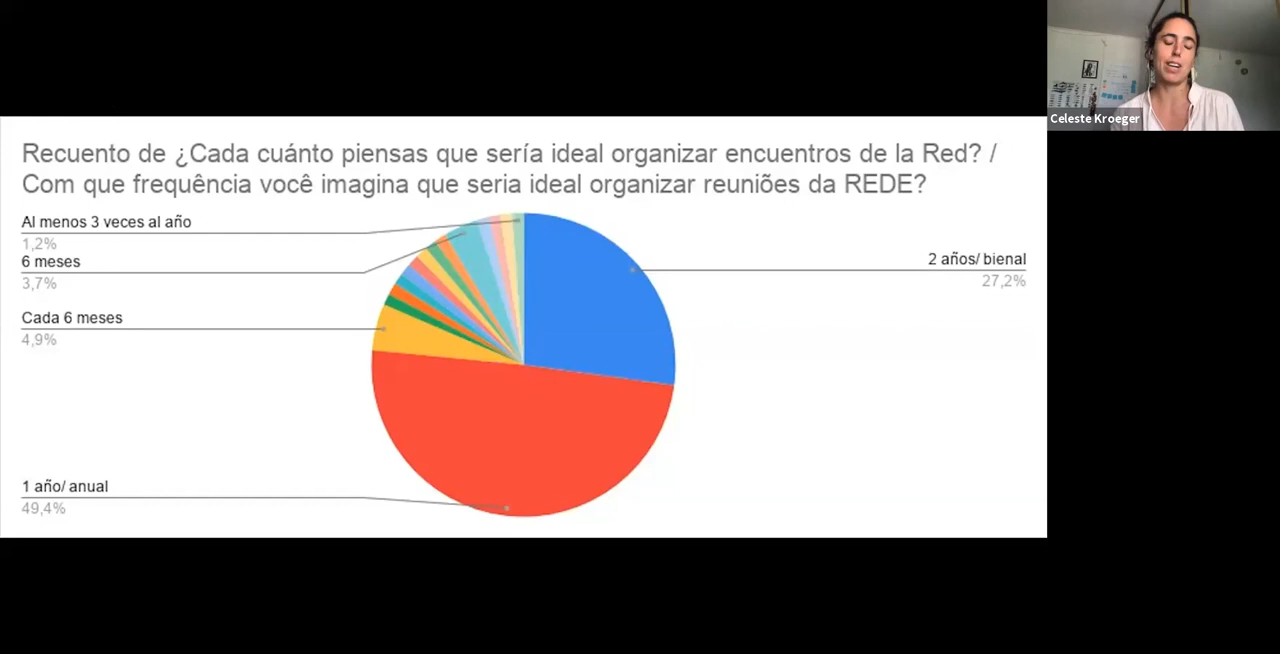 Recuento de ¿Cada cuánto piensas que sería ideal organizar encuentros de la Red? /
Com que frequência você imagina que seria ideal organizar reuniões da REDE?
Al menos 3 veces al año
1,2%
6 meses
3,7%
Cada 6 meses
4,9%
1 año/ anual
49,4%
2 años/ bienal
27,2%
Celeste Kroeger